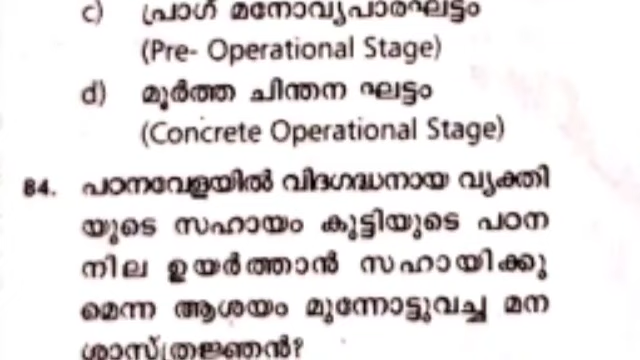 c) പ്രാഗ് മനോവ്യാപാരഘട്ടം
(Pre- Operational Stage)
d) മൂർത്ത ചിന്തന ഘട്ടം
(Concrete Operational Stage)
84. പഠനവേളയിൽ വിദഗ്ദ്ധനായ വ്യക്തി
യുടെ സഹായം കുട്ടിയുടെ പഠന
നില ഉയർത്താൻ സഹായിക്കു
മെന്ന ആശയം മുന്നോട്ടുവച്ച മന
ശാസ്ത്രജ്ഞൻ?